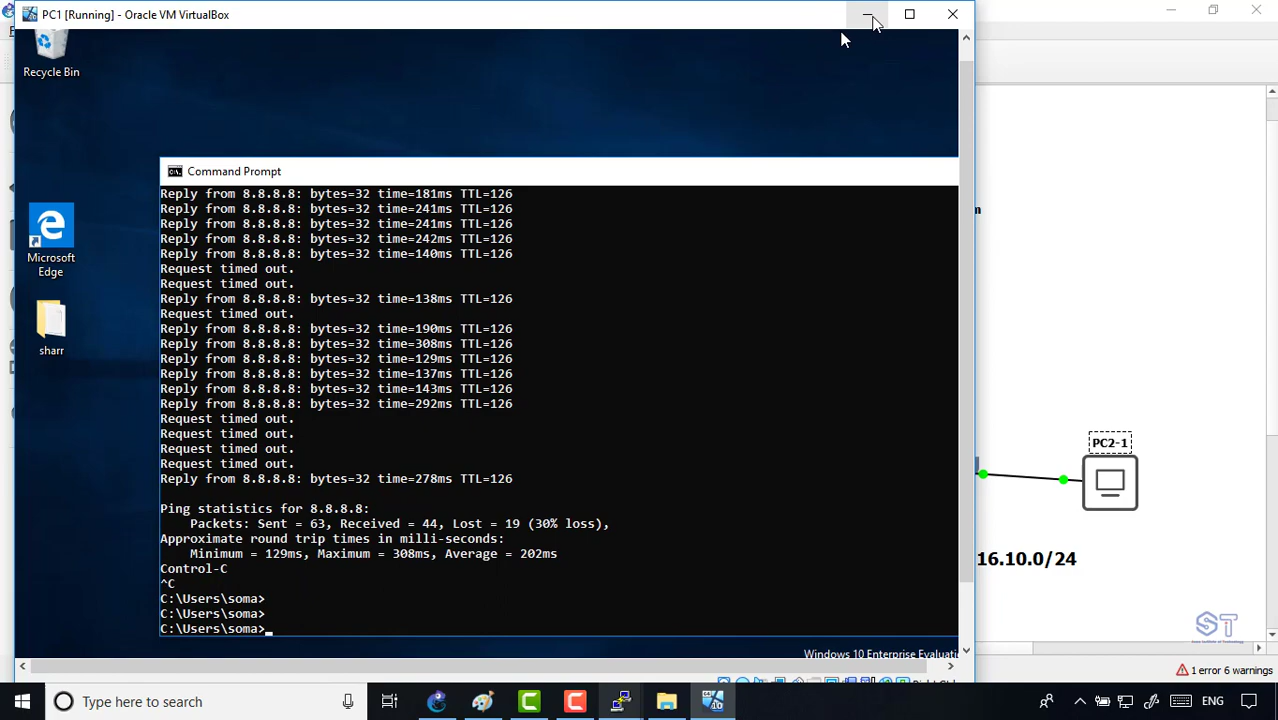 PC1 [Running] - Oracle VM VirtualBox
Recycle Bin
Command Prompt
Reply from 8.8.8.8: bytes=32 time=181ms TTL=126
Reply from 8.8.8.8: bytes=32 time=241ms TTL=126
Reply from 8.8.8.8: bytes=32 time=241ms TTL=126
Reply from 8.8.8.8: bytes=32 time=242ms TTL=126
Reply from 8.8.8.8: bytes=32 time=140ms TTL=126
Request timed out.
Request timed out.
Reply from 8.8.8.8: bytes=32 time=138ms TTL=126
Request timed out.
Reply from 8.8.8.8: bytes=32 time=190ms TTL=126
Reply from 8.8.8.8: bytes=32 time=308ms TTL=126
Reply from 8.8.8.8: bytes=32 time=129ms TTL=126
Reply from 8.8.8.8: bytes=32 time=137ms TTL=126
Reply from 8.8.8.8: bytes=32 time=143ms TTL=126
Reply from 8.8.8.8: bytes=32 time=292ms TTL=126
Request timed out.
Request timed out.
Request timed out.
Request timed out.
Reply from 8.8.8.8: bytes=32 time=278ms TTL=126
Ping statistics for 8.8.8.8:
Packets: Sent = 63, Received = 44, Lost = 19 (30% loss),
Approximate round trip times in milli-seconds:
Minimum = 129ms, Maximum = 308ms, Average = 202ms
Control-C
^C
C:\Users\soma>
C:\Users\soma>
C:\Users\soma>
Microsoft
Edge
sharr
Windows 10 Enterprise Evaluati
m
PC2-1
16.10.0/24
ST
1 error 6 warnings
Type here to search
ENG